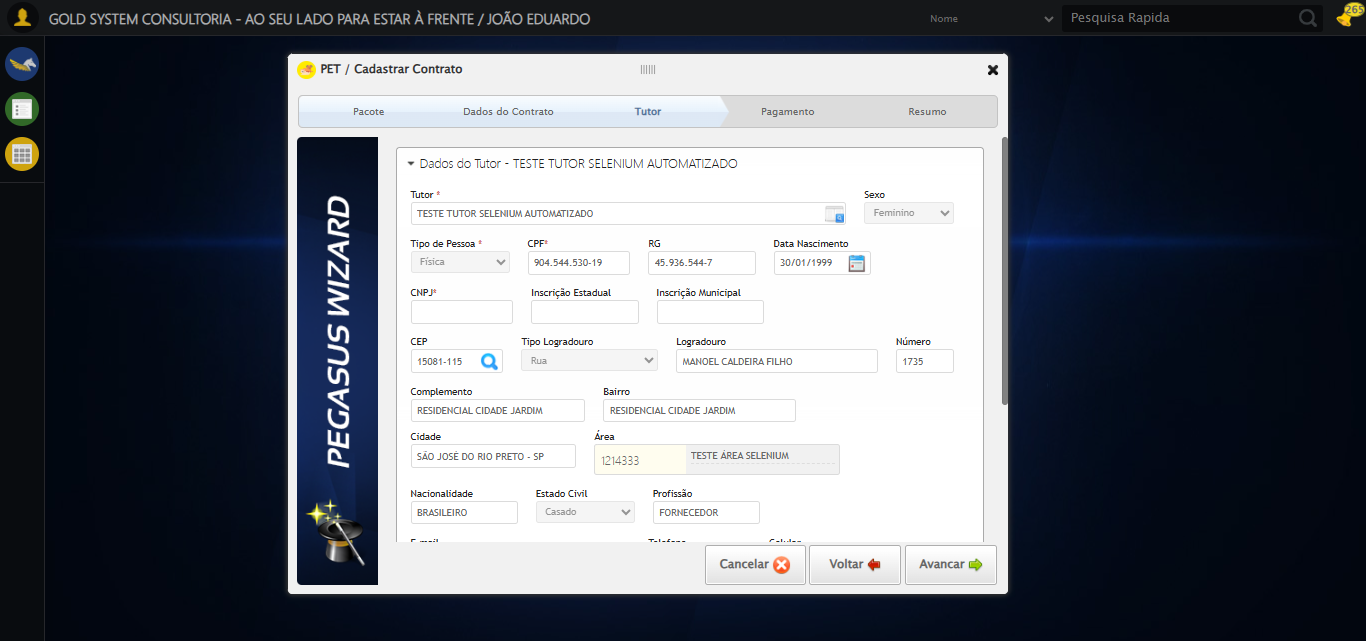 GOLD SYSTEM CONSULTORIA - AO SEU LADO PARA ESTAR À FRENTE / JOÃO EDUARDO
Nome
Pesquisa Rapida
265
PET / Cadastrar Contrato
Pacote
Dados do Contrato
Tutor
Pagamento
Resumo
PEGASUS WIZARD
Dados do Tutor - TESTE TUTOR SELENIUM AUTOMATIZADO
Tutor * Sexo
TESTE TUTOR SELENIUM AUTOMATIZADO Feminino
Tipo de Pessoa * CPF* RG Data Nascimento
Física 904.544.530-19 45.936.544-7 30/01/1999
CNPJ* Inscrição Estadual Inscrição Municipal
CEP Tipo Logradouro Logradouro Número
15081-115 Rua MANOEL CALDEIRA FILHO 1735
Complemento Bairro
RESIDENCIAL CIDADE JARDIM RESIDENCIAL CIDADE JARDIM
Cidade Área
SÃO JOSÉ DO RIO PRETO - SP 1214333 TESTE ÁREA SELENIUM
Nacionalidade Estado Civil Profissão
BRASILEIRO Casado FORNECEDOR
E-mail Telefone Celular
Cancelar Voltar Avancar